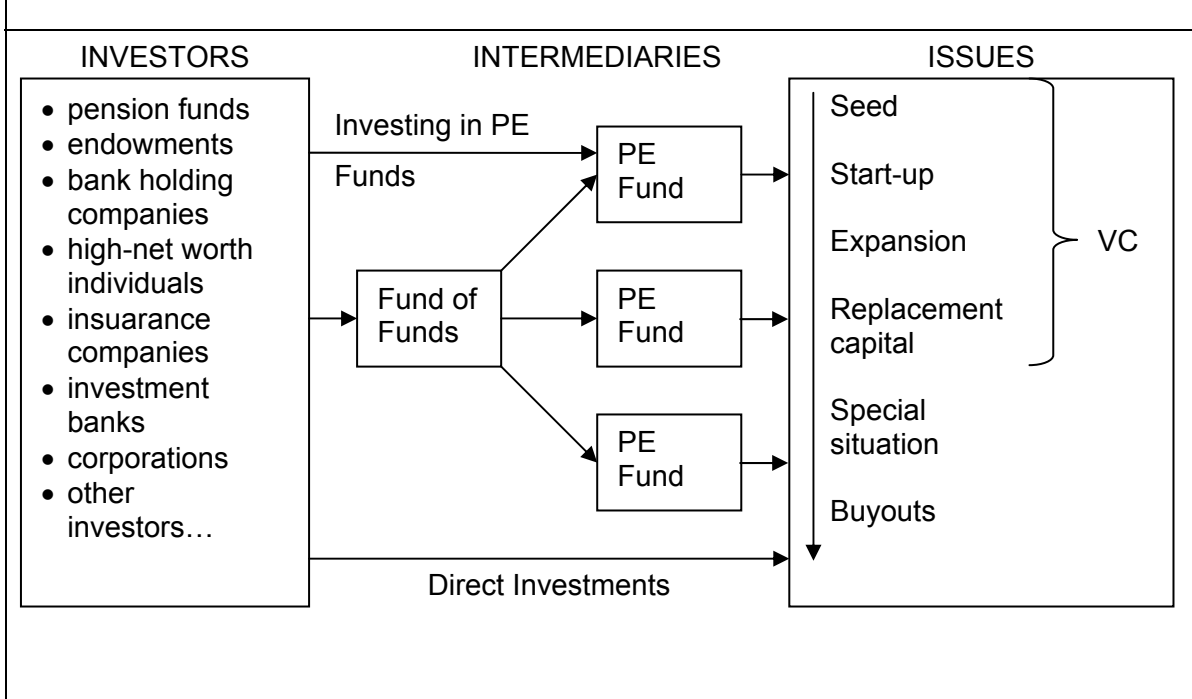 INVESTORS
INTERMEDIARIES
ISSUES
• pension funds
• endowments
• bank holding
companies
• high-net worth
individuals
• insuarance
companies
• investment
banks
• corporations
• other
investors…
Investing in PE
Funds
Fund of
Funds
PE
Fund
PE
Fund
PE
Fund
Direct Investments
Seed
Start-up
Expansion
Replacement
capital
Special
situation
Buyouts
VC